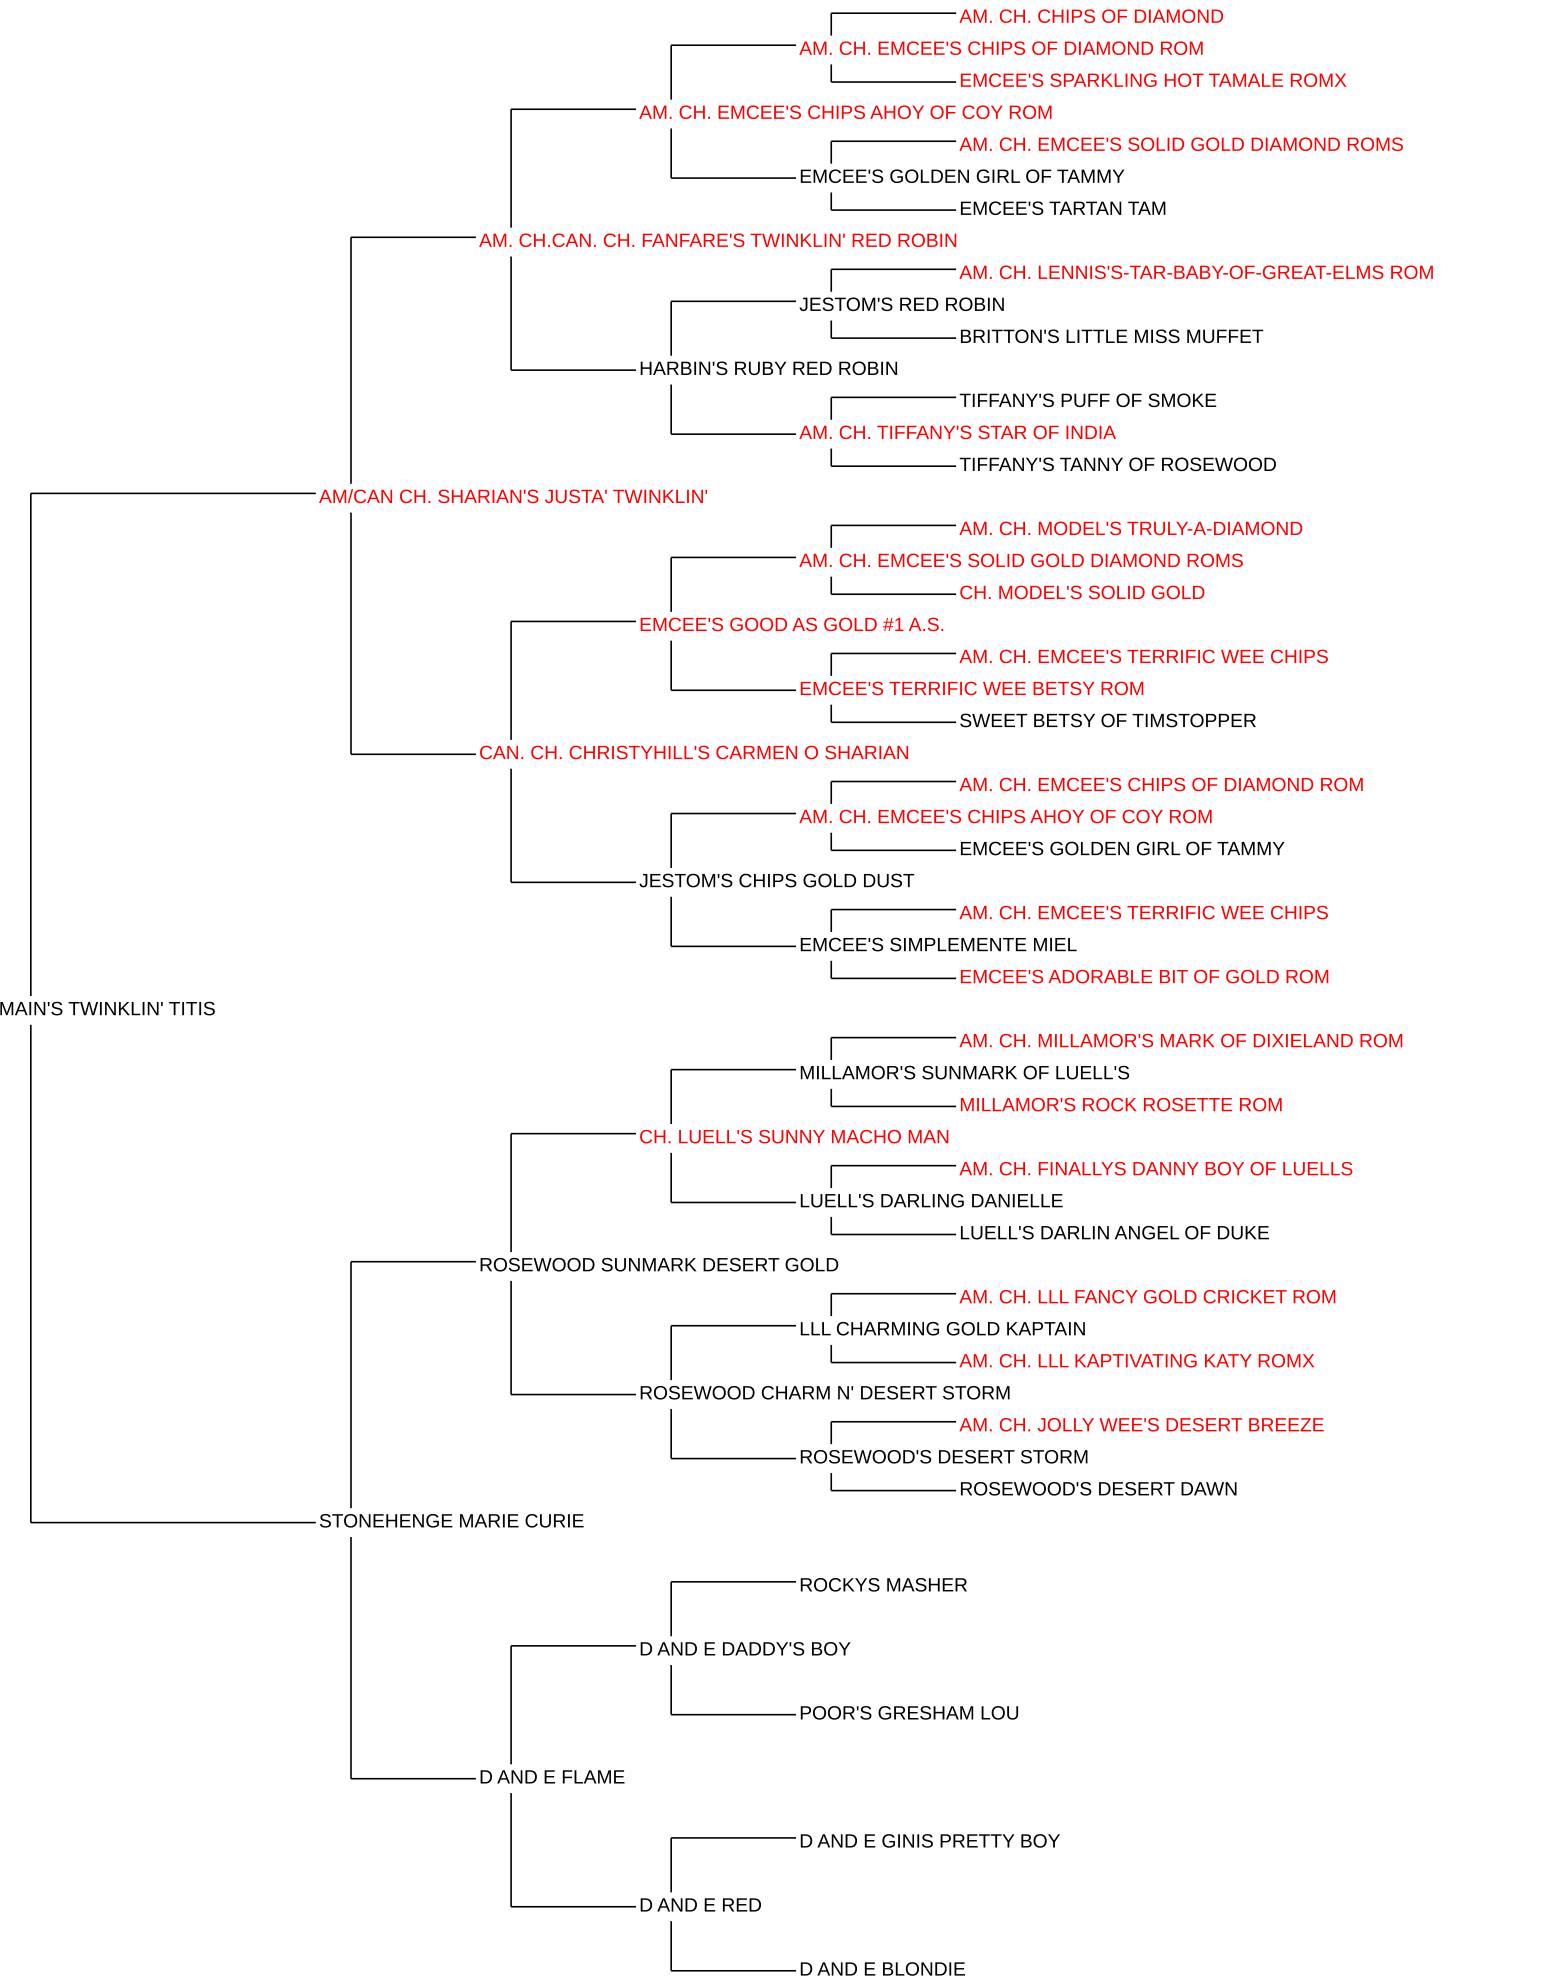 AM. CH. CHIPS OF DIAMOND
AM. CH. EMCEE'S CHIPS OF DIAMOND ROM
EMCEE'S SPARKLING HOT TAMALE ROMX
AM. CH. EMCEE'S CHIPS AHOY OF COY ROM
AM. CH. EMCEE'S SOLID GOLD DIAMOND ROMS
EMCEE'S GOLDEN GIRL OF TAMMY
EMCEE'S TARTAN TAM
AM. CH.CAN. CH. FANFARE'S TWINKLIN' RED ROBIN
AM. CH. LENNIS'S-TAR-BABY-OF-GREAT-ELMS ROM
JESTOM'S RED ROBIN
BRITTON'S LITTLE MISS MUFFET
HARBIN'S RUBY RED ROBIN
TIFFANY'S PUFF OF SMOKE
AM. CH. TIFFANY'S STAR OF INDIA
TIFFANY'S TANNY OF ROSEWOOD
AM/CAN CH. SHARIAN'S JUSTA' TWINKLIN'
AM. CH. MODEL'S TRULY-A-DIAMOND
AM. CH. EMCEE'S SOLID GOLD DIAMOND ROMS
CH. MODEL'S SOLID GOLD
EMCEE'S GOOD AS GOLD #1 A.S.
AM. CH. EMCEE'S TERRIFIC WEE CHIPS
EMCEE'S TERRIFIC WEE BETSY ROM
SWEET BETSY OF TIMSTOPPER
CAN. CH. CHRISTYHILL'S CARMEN O SHARIAN
AM. CH. EMCEE'S CHIPS OF DIAMOND ROM
AM. CH. EMCEE'S CHIPS AHOY OF COY ROM
EMCEE'S GOLDEN GIRL OF TAMMY
JESTOM'S CHIPS GOLD DUST
AM. CH. EMCEE'S TERRIFIC WEE CHIPS
EMCEE'S SIMPLEMENTE MIEL
EMCEE'S ADORABLE BIT OF GOLD ROM
MAIN'S TWINKLIN' TITIS
AM. CH. MILLAMOR'S MARK OF DIXIELAND ROM
MILLAMOR'S SUNMARK OF LUELL'S
MILLAMOR'S ROCK ROSETTE ROM
CH. LUELL'S SUNNY MACHO MAN
AM. CH. FINALLYS DANNY BOY OF LUELLS
LUELL'S DARLING DANIELLE
LUELL'S DARLIN ANGEL OF DUKE
ROSEWOOD SUNMARK DESERT GOLD
AM. CH. LLL FANCY GOLD CRICKET ROM
LLL CHARMING GOLD KAPTAIN
AM. CH. LLL KAPTIVATING KATY ROMX
ROSEWOOD CHARM N' DESERT STORM
AM. CH. JOLLY WEE'S DESERT BREEZE
ROSEWOOD'S DESERT STORM
ROSEWOOD'S DESERT DAWN
STONEHENGE MARIE CURIE
ROCKYS MASHER
D AND E DADDY'S BOY
POOR'S GRESHAM LOU
D AND E FLAME
D AND E GINIS PRETTY BOY
D AND E RED
D AND E BLONDIE